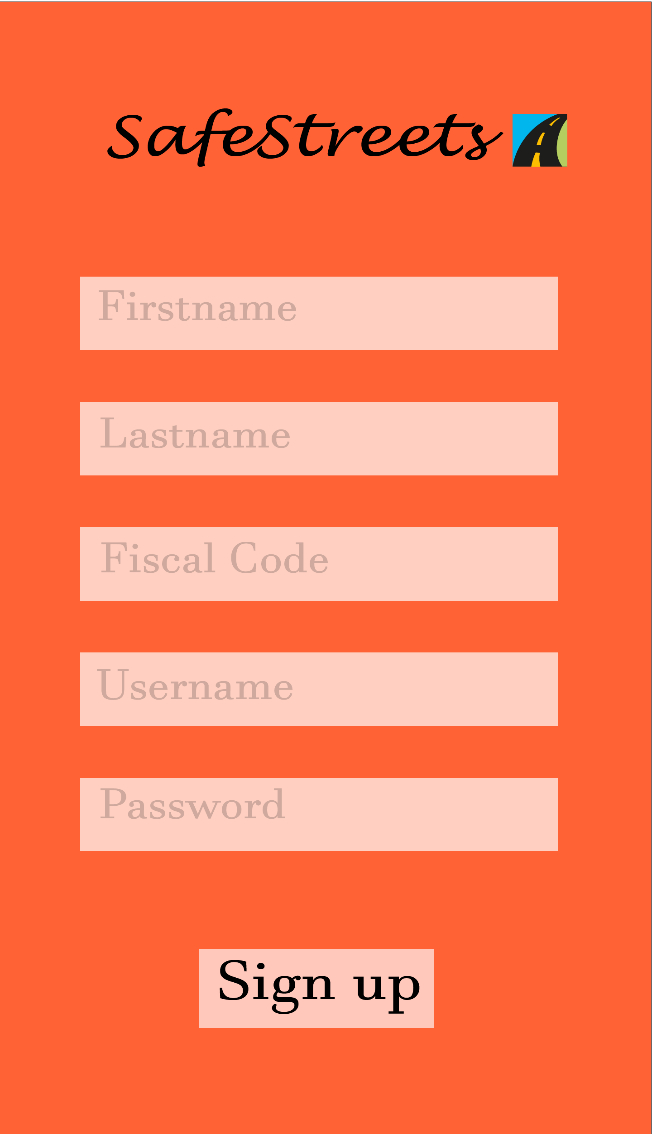 SafeStreets
Firstname
Lastname
Fiscal Code
Username
Password
Sign up